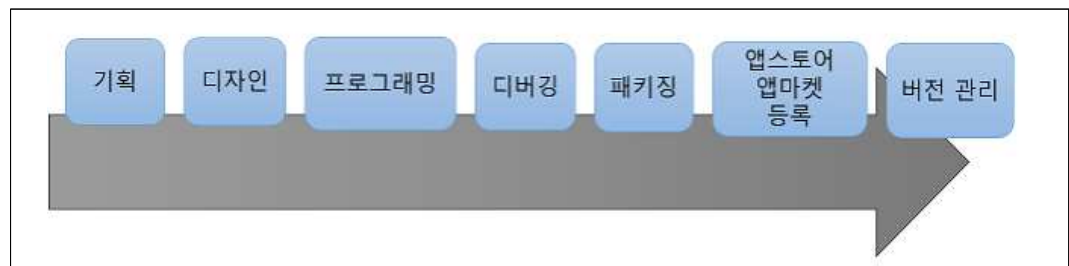 기획
디자인
프로그래밍
디버깅
패키징
앱스토어
앱마켓
등록
버전 관리